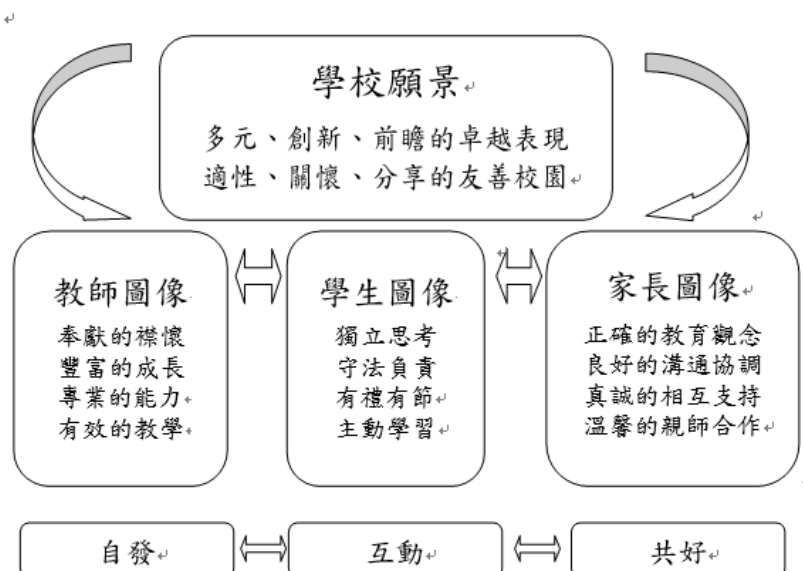 學校願景
多元、創新、前瞻的卓越表現
適性、關懷、分享的友善校園
教師圖像
奉獻的襟懷
豐富的成長
專業的能力
有效的教學
學生圖像
獨立思考
守法負責
有禮有節
主動學習
家長圖像
正確的教育觀念
良好的溝通協調
真誠的相互支持
溫馨的親師合作
自發
互動
共好